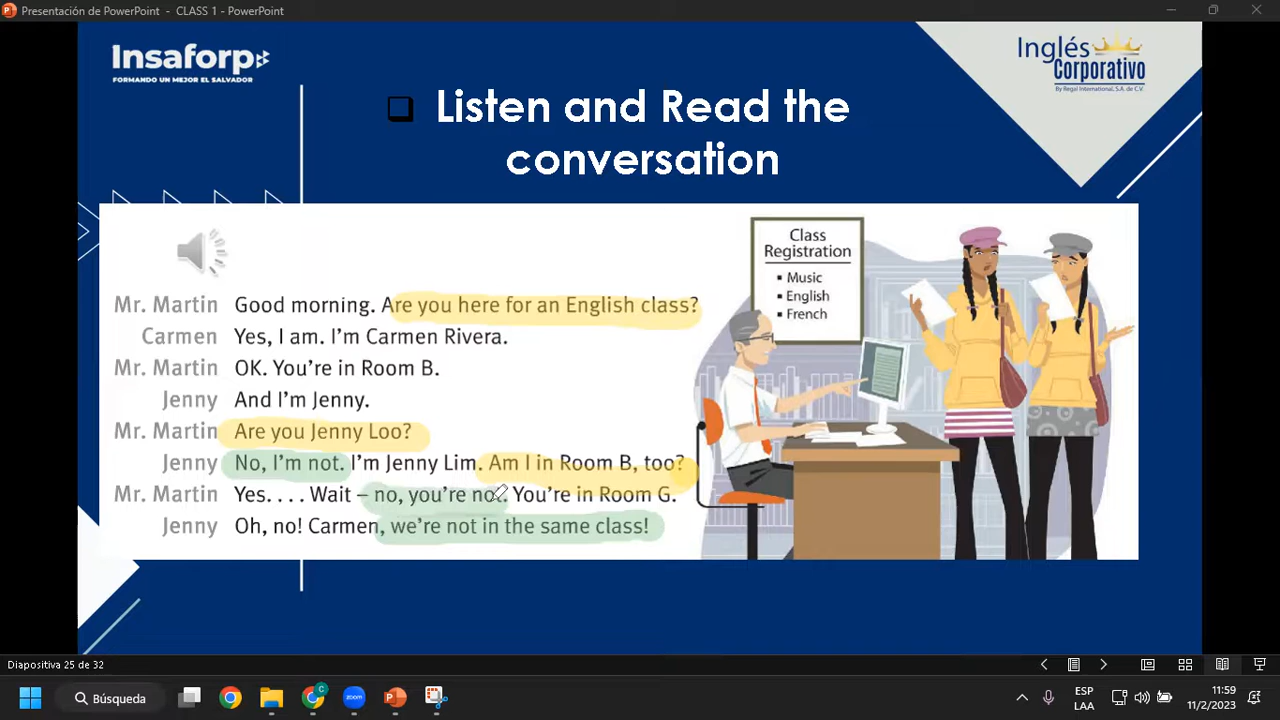 Presentación de PowerPoint - CLASS 1 - PowerPoint
Insaforp
FORMANDO UN MEJOR EL SALVADOR
Inglés
Corporativo
By Regal International, S.A. de C.V.
Listen and Read the
conversation
Class
Registration
▪ Music
▪ English
▪ French
Mr. Martin Good morning. Are you here for an English class?
Carmen Yes, I am. I'm Carmen Rivera.
Mr. Martin OK. You're in Room B.
Jenny And I'm Jenny.
Mr. Martin Are you Jenny Loo?
Jenny No, I'm not. I'm Jenny Lim. Am I in Room B, too?
Mr. Martin Yes. . . . Wait – no, you're not. You're in Room G.
Jenny Oh, no! Carmen, we're not in the same class!
Diapositiva 25 de 32
Búsqueda
zoom
ESP
LAA
11:59
11/2/2023